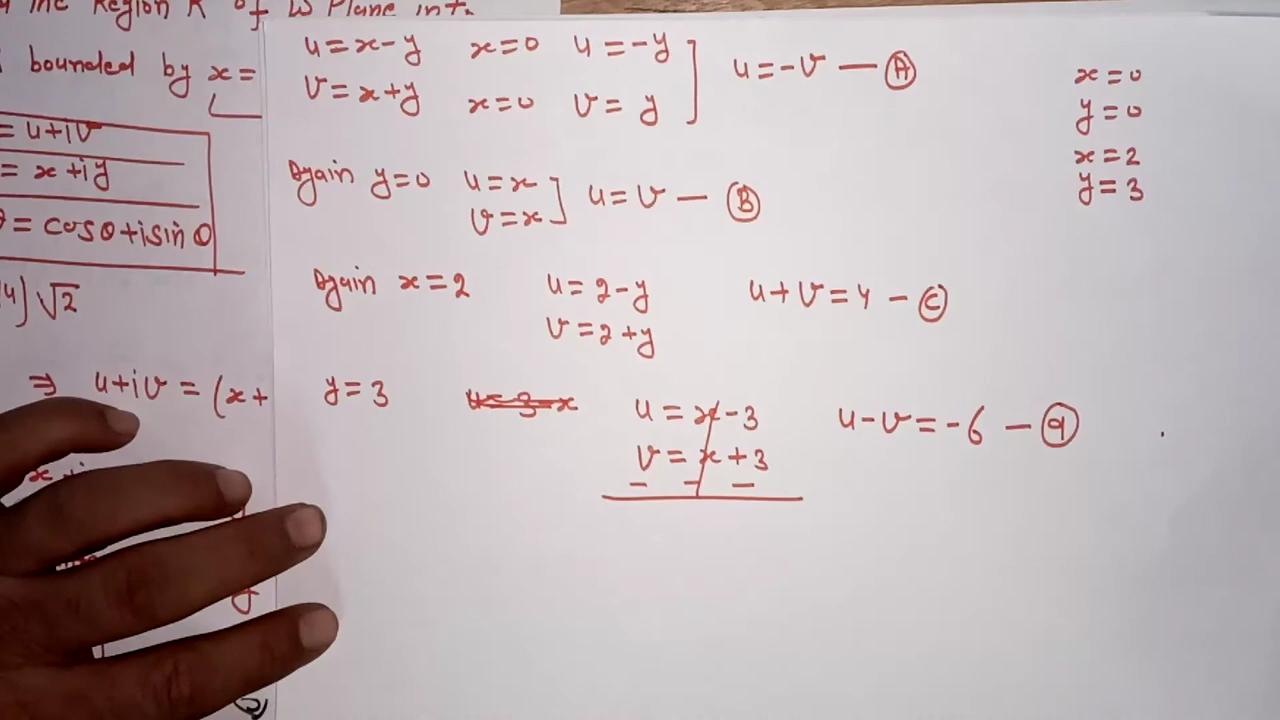 the Region R of W Plane into
bounded by x=
= u+iv
= x+iy
= cosθ+isinθ
4] √2
⇒ u+iv = (x+
u=x-y x=0 u=-y
v=x+y x=0 v= y
u=-v — (A)
Again y=0 u=x
v=x
u=v — (B)
Again x=2 u=2-y u+v=4 — (C)
v=2+y
y=3 u=x-3 u-v=-6 — (d)
v=x+3
- - -
x=0
y=0
x=2
y=3